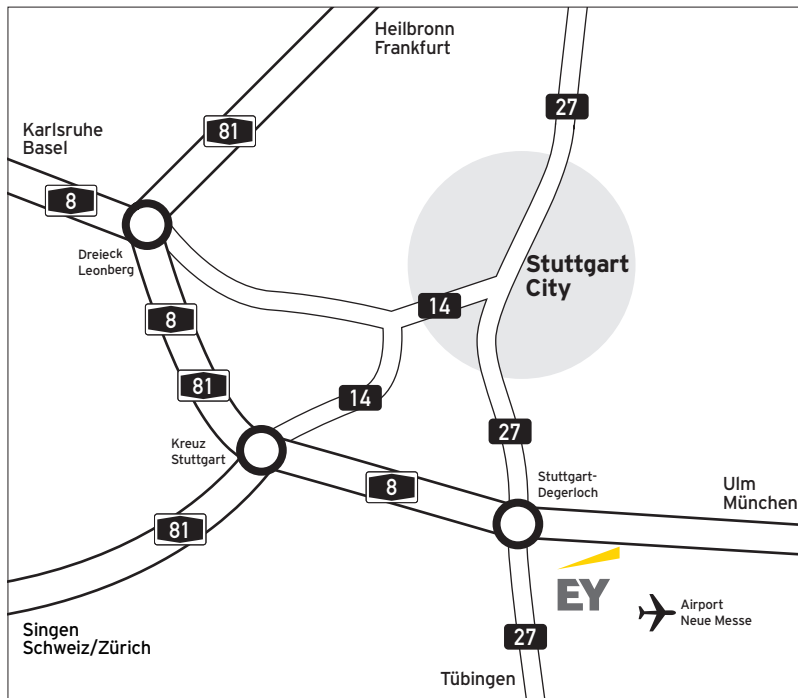 Heilbronn
Frankfurt
27
81
Karlsruhe
Basel
8
Dreieck
Leonberg
Stuttgart
City
14
8
81
14
27
Kreuz
Stuttgart
Stuttgart-
Degerloch
8
Ulm
München
81
EY
Airport
Neue Messe
Singen
Schweiz/Zürich
27
Tübingen